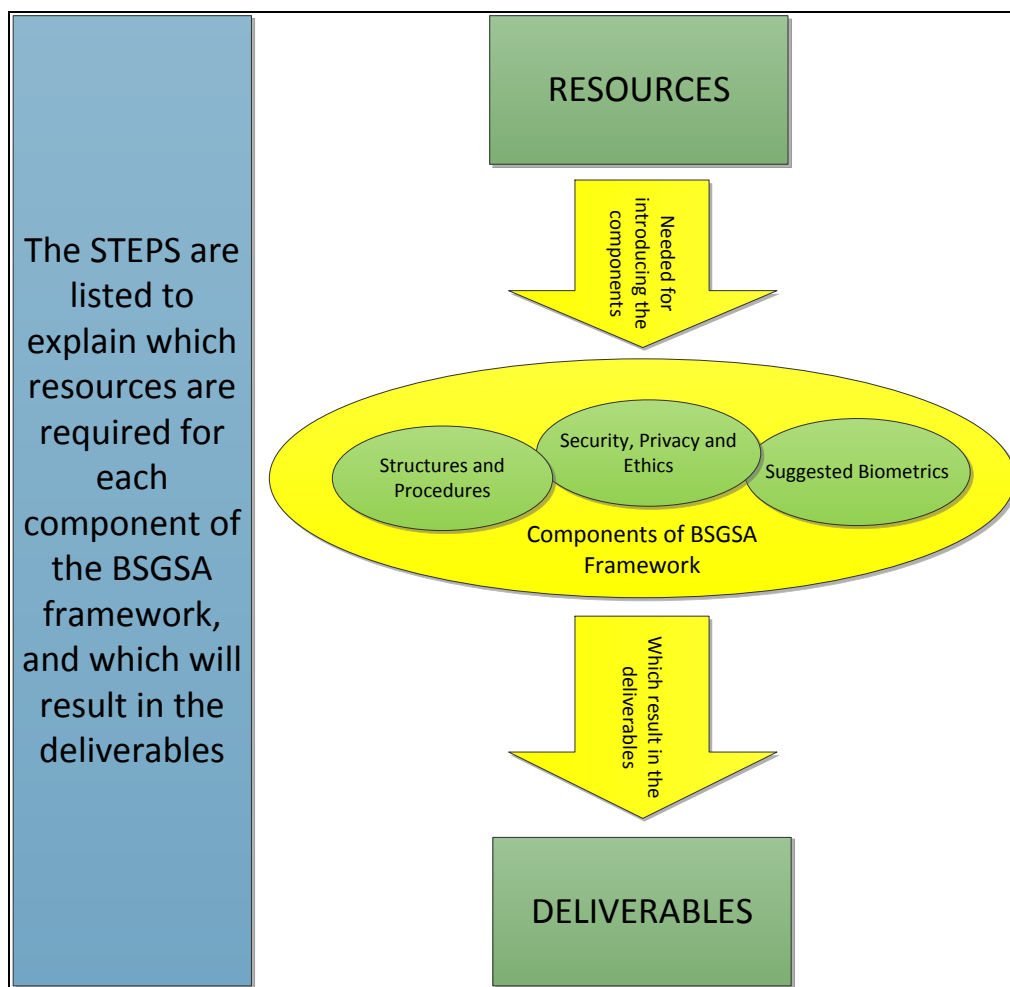 The STEPS are
listed to
explain which
resources are
required for
each
component of
the BSGSA
framework,
and which will
result in the
deliverables
RESOURCES
Needed for
introducing the
components
Structures and
Procedures
Security, Privacy and
Ethics
Suggested Biometrics
Components of BSGSA
Framework
Which result in the
deliverables
DELIVERABLES